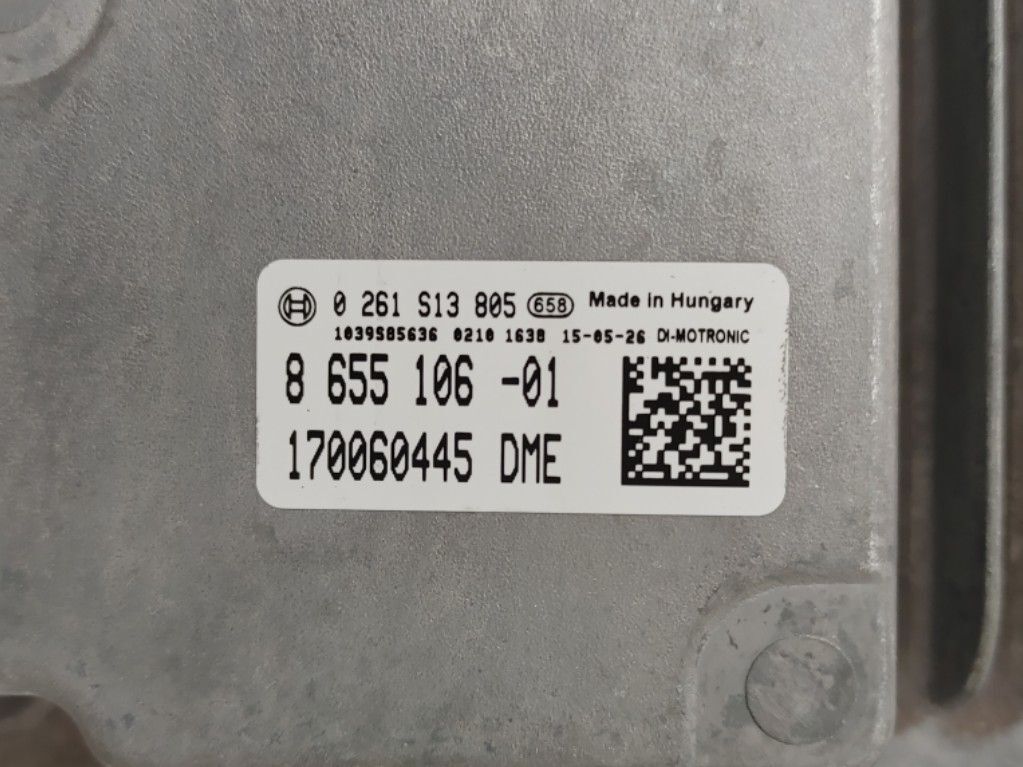 0 261 S13 805 658 Made in Hungary
1039S85636 0210 1638 15-05-26 DI-MOTRONIC
8 655 106 -01
170060445 DME